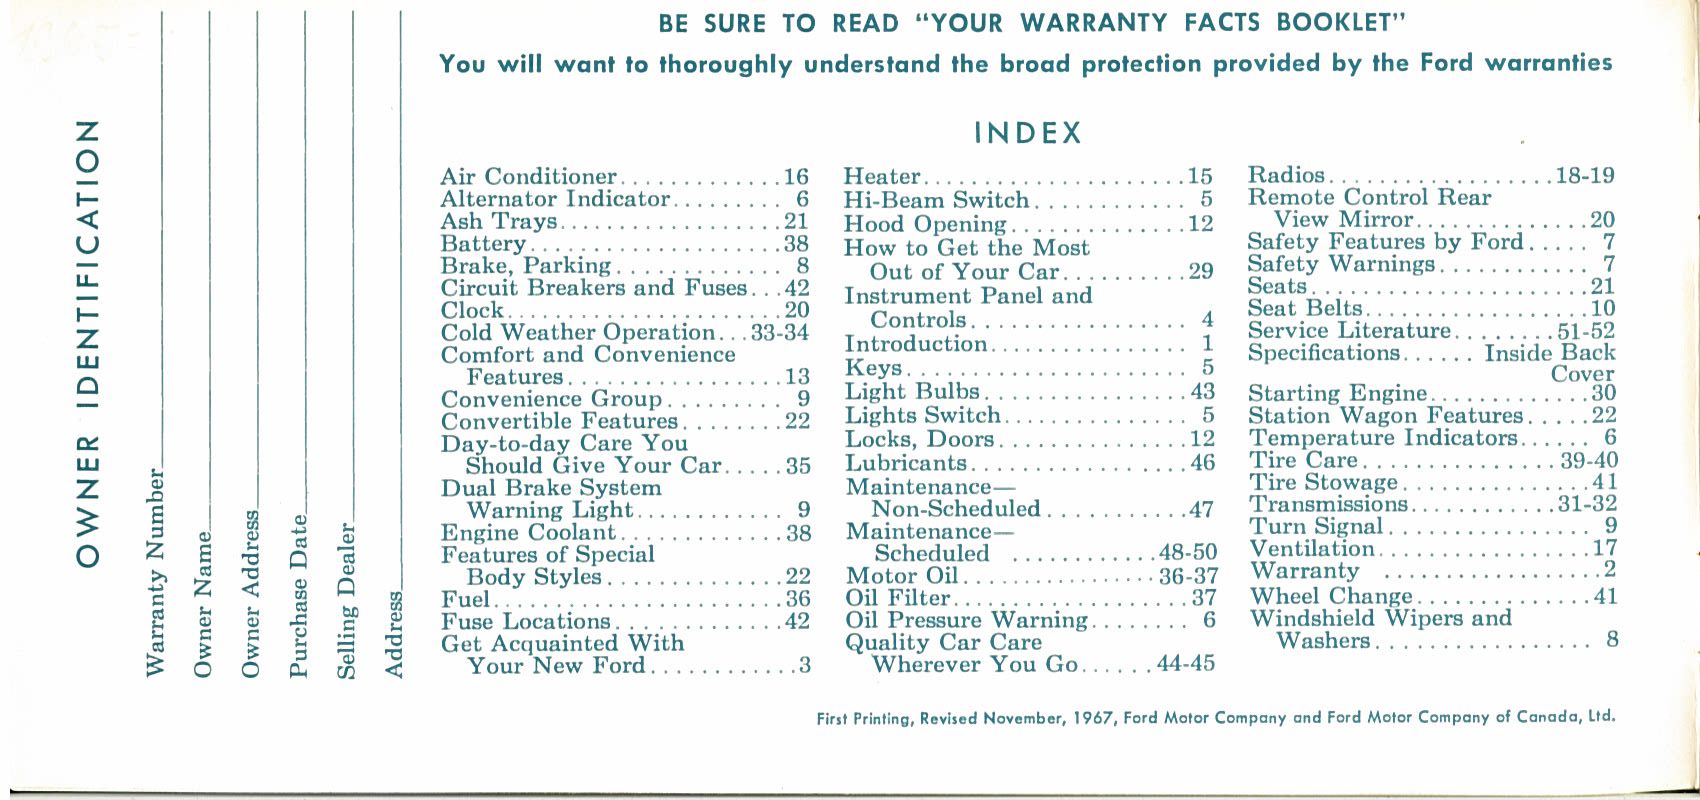 BE SURE TO READ "YOUR WARRANTY FACTS BOOKLET"
You will want to thoroughly understand the broad protection provided by the Ford warranties
OWNER IDENTIFICATION
Warranty Number
Owner Name
Owner Address
Purchase Date
Selling Dealer
Address
INDEX
Air Conditioner.............16
Alternator Indicator......... 6
Ash Trays..................21
Battery....................38
Brake, Parking............. 8
Circuit Breakers and Fuses...42
Clock......................20
Cold Weather Operation...33-34
Comfort and Convenience
Features.................13
Convenience Group......... 9
Convertible Features........22
Day-to-day Care You
Should Give Your Car.....35
Dual Brake System
Warning Light............ 9
Engine Coolant.............38
Features of Special
Body Styles..............22
Fuel.......................36
Fuse Locations.............42
Get Acquainted With
Your New Ford............3
Heater.....................15
Hi-Beam Switch............ 5
Hood Opening..............12
How to Get the Most
Out of Your Car..........29
Instrument Panel and
Controls................. 4
Introduction................ 1
Keys....................... 5
Light Bulbs................43
Lights Switch............... 5
Locks, Doors...............12
Lubricants.................46
Maintenance—
Non-Scheduled ...........47
Maintenance—
Scheduled ............48-50
Motor Oil...............36-37
Oil Filter...................37
Oil Pressure Warning........ 6
Quality Car Care
Wherever You Go......44-45
Radios..................18-19
Remote Control Rear
View Mirror..............20
Safety Features by Ford..... 7
Safety Warnings............ 7
Seats......................21
Seat Belts..................10
Service Literature........51-52
Specifications...... Inside Back
Cover
Starting Engine.............30
Station Wagon Features.....22
Temperature Indicators...... 6
Tire Care................39-40
Tire Stowage...............41
Transmissions............31-32
Turn Signal................ 9
Ventilation.................17
Warranty .................2
Wheel Change..............41
Windshield Wipers and
Washers................. 8
First Printing, Revised November, 1967, Ford Motor Company and Ford Motor Company of Canada, Ltd.